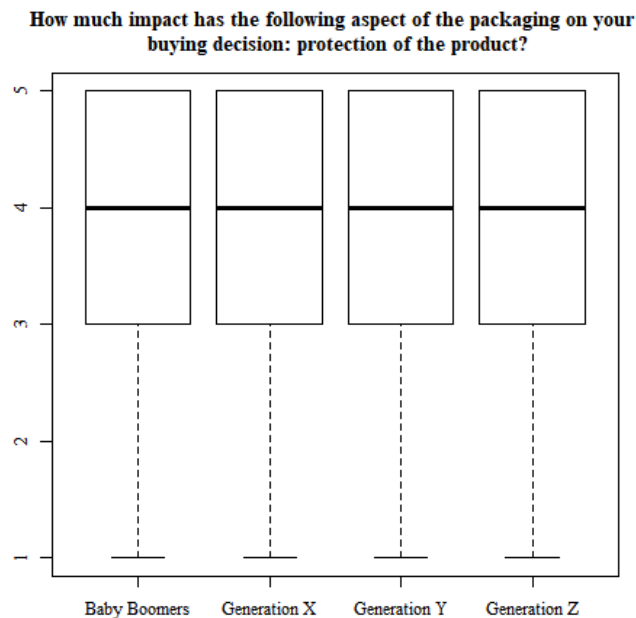 How much impact has the following aspect of the packaging on your
buying decision: protection of the product?
5
4
3
2
1
Baby Boomers Generation X Generation Y Generation Z